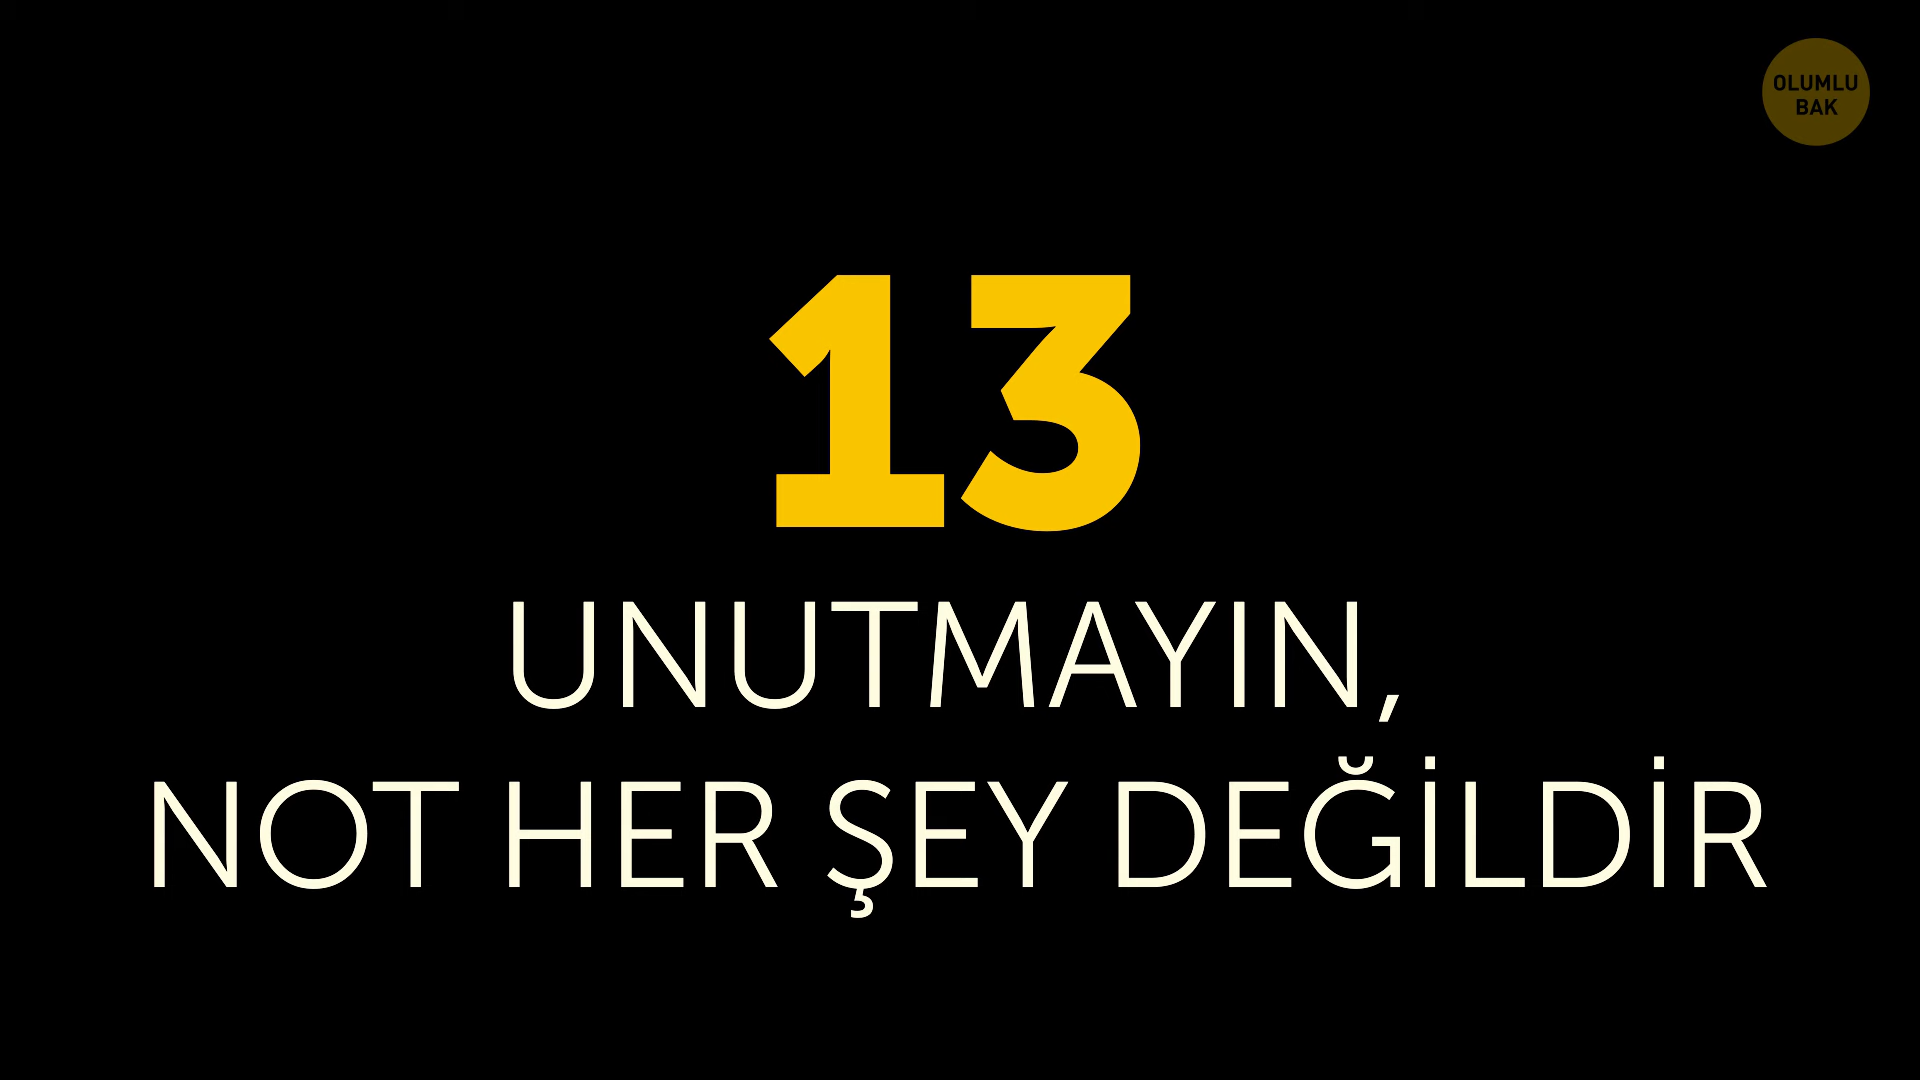 OLUMLU
BAK
13
UNUTMAYIN,
NOT HER ŞEY DEĞİLDİR